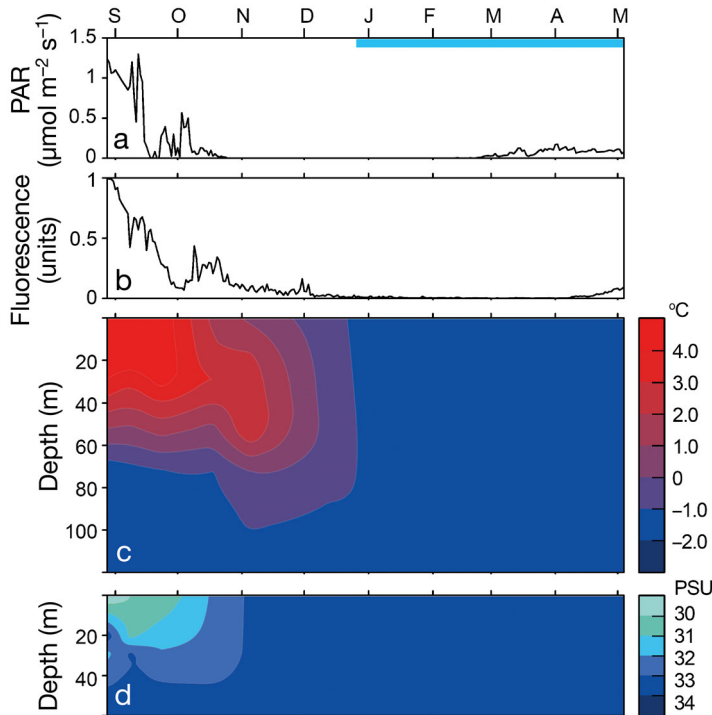 S O N D J F M A M
PAR
(µmol m⁻² s⁻¹)
1.5
1
0.5
0
a
Fluorescence
(units)
1
0.5
0
b
Depth (m)
20
40
60
80
100
c
°C
4.0
3.0
2.0
1.0
0
–1.0
–2.0
Depth (m)
20
40
d
PSU
30
31
32
33
34